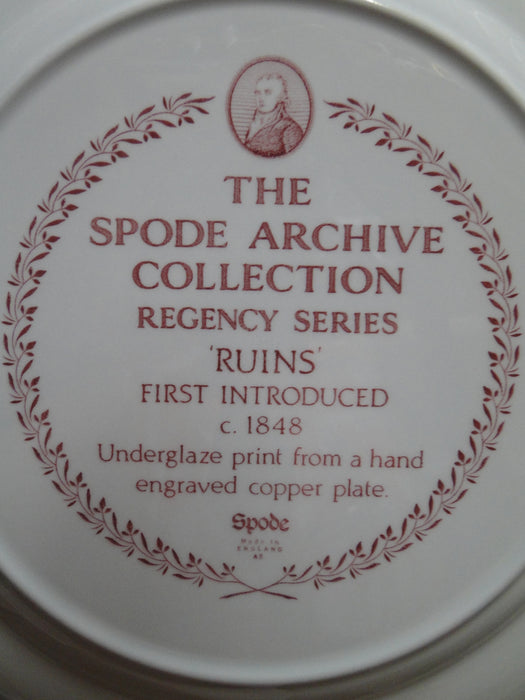 THE
SPODE ARCHIVE
COLLECTION
REGENCY SERIES
'RUINS'
FIRST INTRODUCED
c. 1848
Underglaze print from a hand
engraved copper plate.
Spode
Made in
ENGLAND